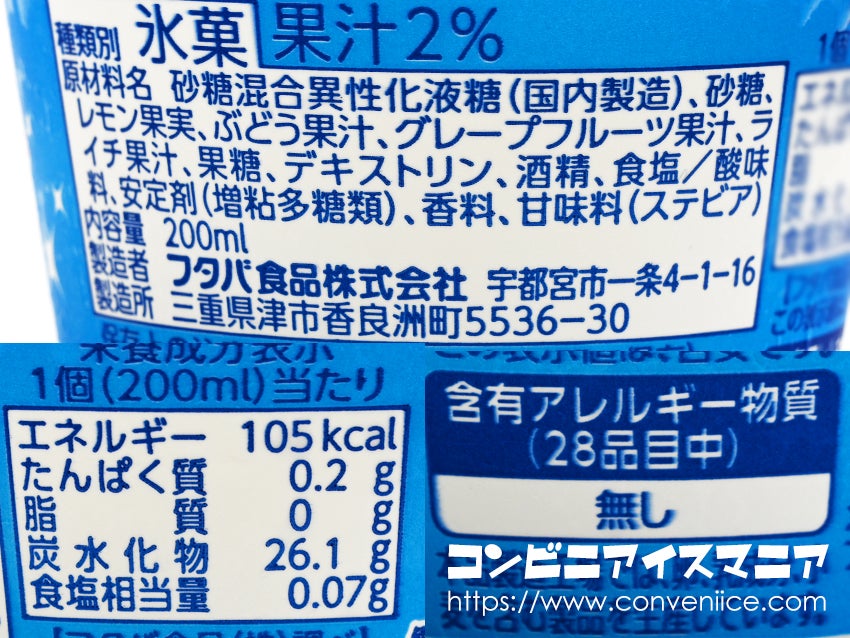 種類別 氷菓 果汁2%
原材料名 砂糖混合異性化液糖(国内製造)、砂糖、
レモン果実、ぶどう果汁、グレープフルーツ果汁、ラ
イチ果汁、果糖、デキストリン、酒精、食塩/酸味
料、安定剤(増粘多糖類)、香料、甘味料(ステビア)
内容量 200ml
製造者 フタバ食品株式会社 宇都宮市一条4-1-16
製造所 三重県津市香良洲町5536-30
栄養成分表示
1個(200ml)当たり
エネルギー 105kcal
たんぱく質 0.2g
脂質 0g
炭水化物 26.1g
食塩相当量 0.07g
含有アレルギー物質
(28品目中)
無し
コンビニアイスマニア
https://www.conveniice.com/